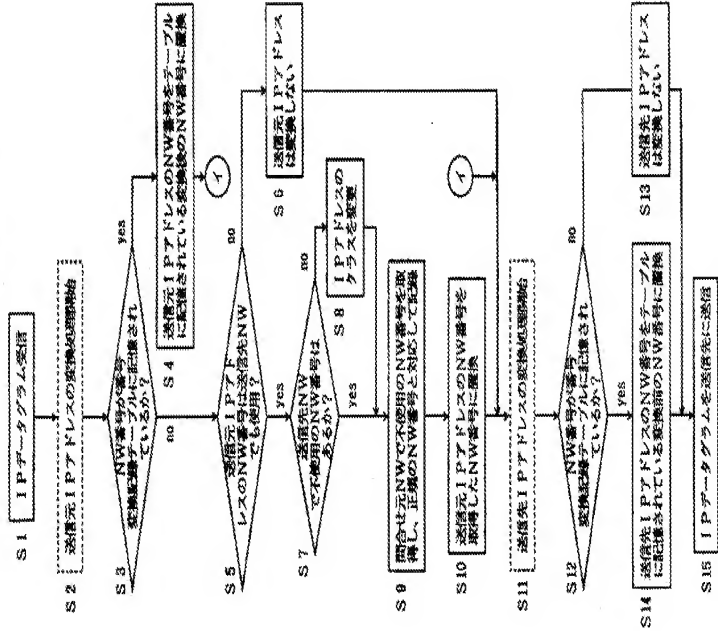 S1
IPデータグラム受信
S2
送信元IPアドレスの変換処理部開始
S3
NW番号が番号
変換記録テーブルに記憶され
ているか？
yes
no
S4
送信元IPアドレスのNW番号をテーブル
に記憶されている変換後のNW番号に置換
イ
S5
送信元IPアド
レスのNW番号は送信先NW
でも使用？
no
yes
S6
送信元IPアドレス
は変換しない
S7
送信先NW
で不使用のNW番号は
あるか？
no
yes
S8
IPアドレスの
クラスを変更
S9
問合せ元NWで不使用のNW番号を取
得し、正規のNW番号と対応して記録
S10
送信元IPアドレスのNW番号を
取得したNW番号に置換
イ
S11
送信先IPアドレスの変換処理部開始
S12
NW番号が番号
変換記録テーブルに記憶され
ているか？
no
yes
S13
送信先IPアドレス
は変換しない
S14
送信先IPアドレスのNW番号をテーブル
に記憶されている変換前のNW番号に置換
S15
IPデータグラムを送信先に送信